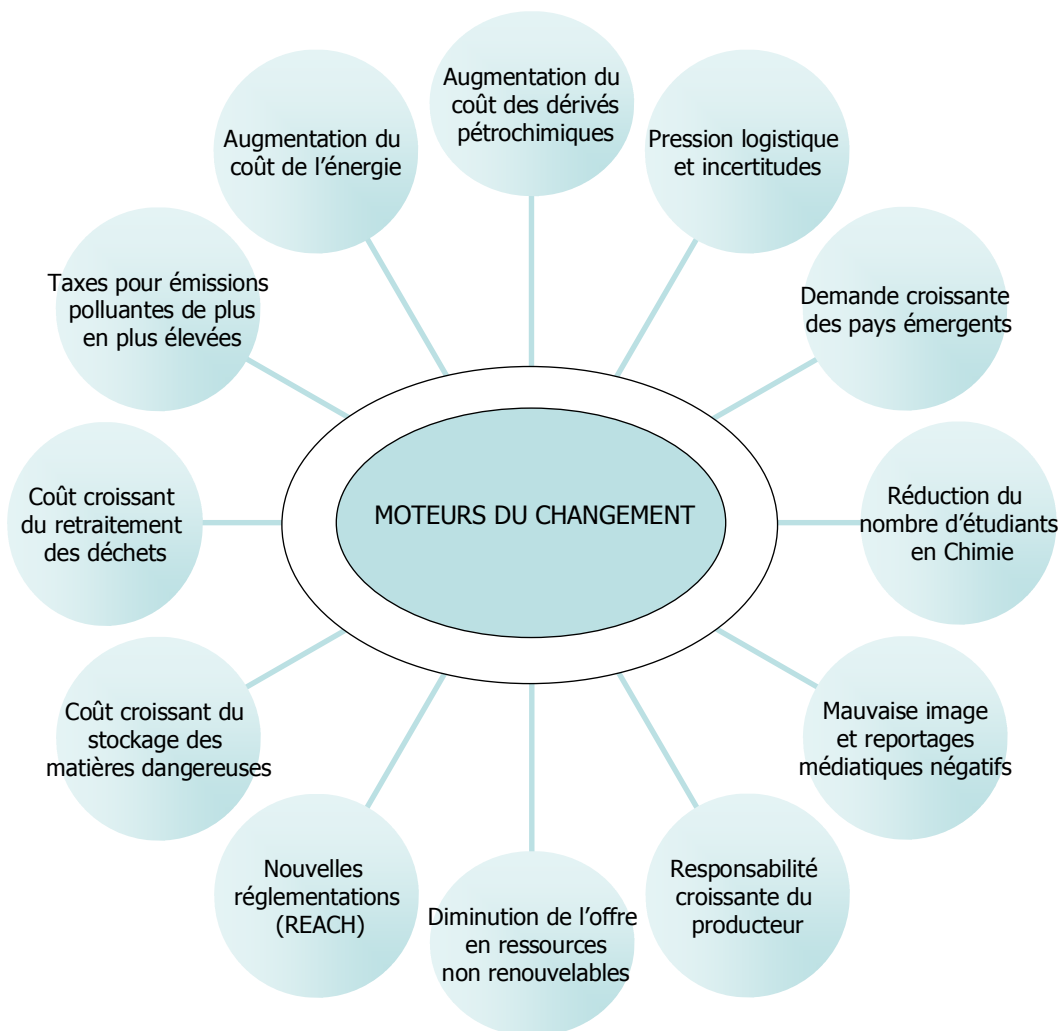 Augmentation du
coût des dérivés
pétrochimiques
Pression logistique
et incertitudes
Demande croissante
des pays émergents
Réduction du
nombre d'étudiants
en Chimie
Mauvaise image
et reportages
médiatiques négatifs
Responsabilité
croissante du
producteur
Diminution de l'offre
en ressources
non renouvelables
Nouvelles
réglementations
(REACH)
Coût croissant du
stockage des
matières dangereuses
Coût croissant
du retraitement
des déchets
Taxes pour émissions
polluantes de plus
en plus élevées
Augmentation du
coût de l'énergie
MOTEURS DU CHANGEMENT